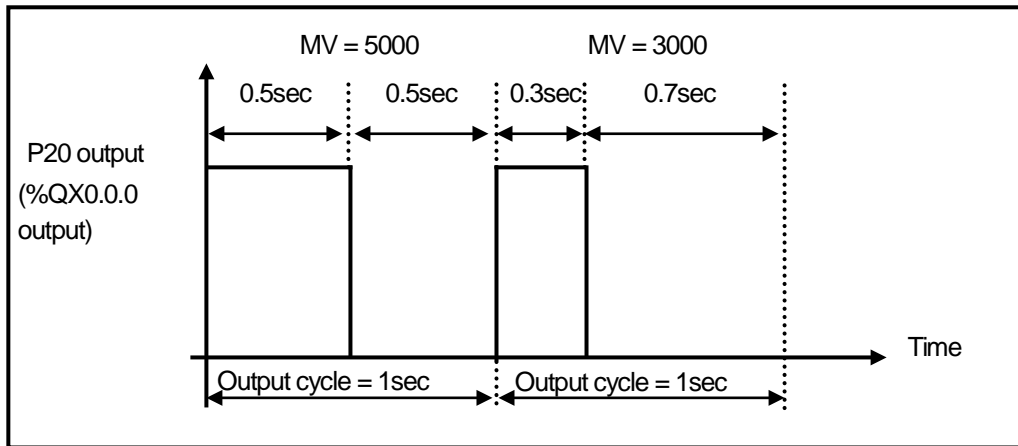 MV = 5000 MV = 3000
0.5sec 0.5sec 0.3sec 0.7sec
P20 output
(%QX0.0.0
output)
Time
Output cycle = 1sec Output cycle = 1sec